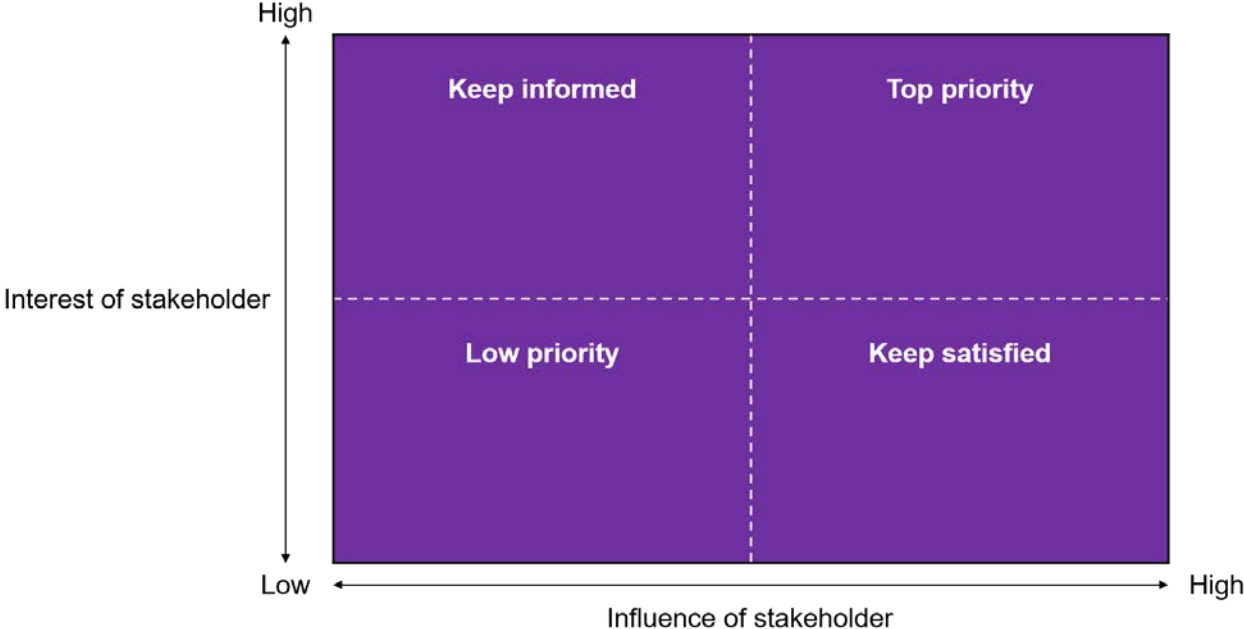 High
Keep informed
Top priority
Interest of stakeholder
Low priority
Keep satisfied
Low
High
Influence of stakeholder